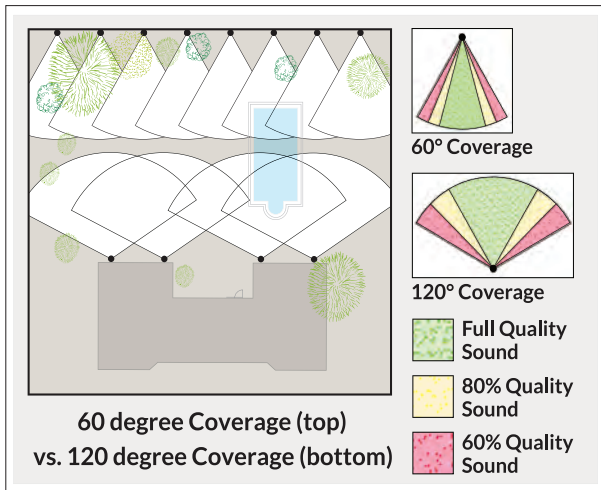 60° Coverage
120° Coverage
Full Quality
Sound
80% Quality
Sound
60% Quality
Sound
60 degree Coverage (top)
vs. 120 degree Coverage (bottom)